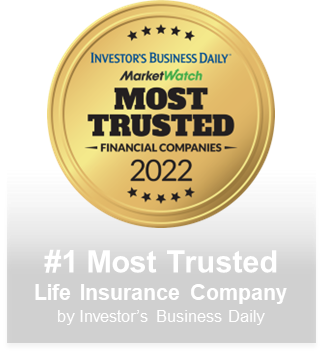 INVESTOR'S BUSINESS DAILY
MarketWatch
MOST
TRUSTED
FINANCIAL COMPANIES
2022
#1 Most Trusted
Life Insurance Company
by Investor's Business Daily